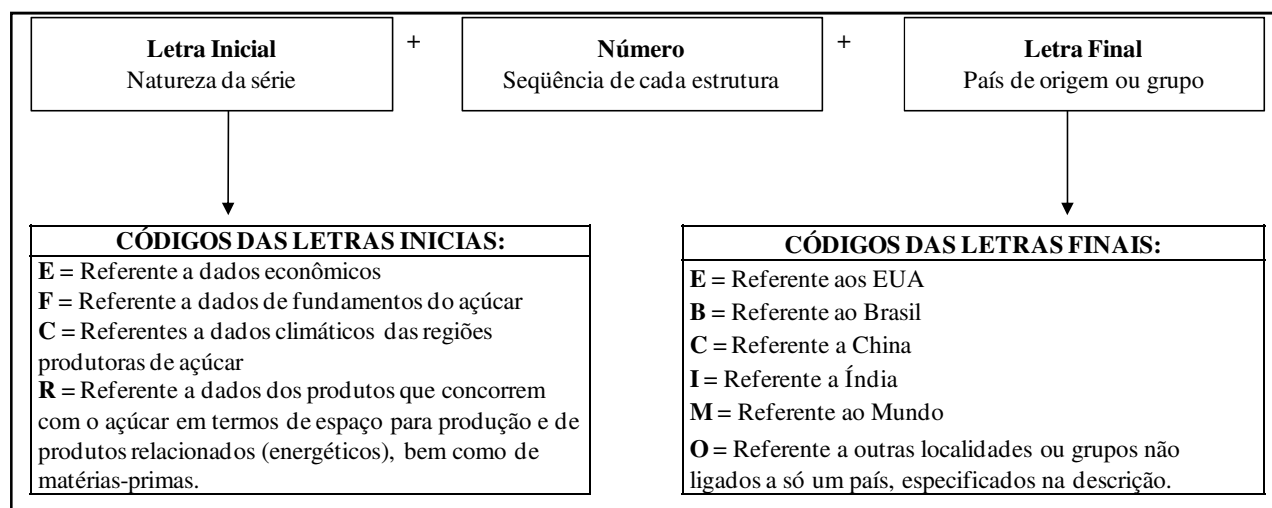 Letra Inicial
Natureza da série
+
Número
Seqüência de cada estrutura
+
Letra Final
País de origem ou grupo
CÓDIGOS DAS LETRAS INICIAS:
E = Referente a dados econômicos
F = Referente a dados de fundamentos do açúcar
C = Referentes a dados climáticos das regiões
produtoras de açúcar
R = Referente a dados dos produtos que concorrem
com o açúcar em termos de espaço para produção e de
produtos relacionados (energéticos), bem como de
matérias-primas.
CÓDIGOS DAS LETRAS FINAIS:
E = Referente aos EUA
B = Referente ao Brasil
C = Referente a China
I = Referente a Índia
M = Referente ao Mundo
O = Referente a outras localidades ou grupos não
ligados a só um país, especificados na descrição.